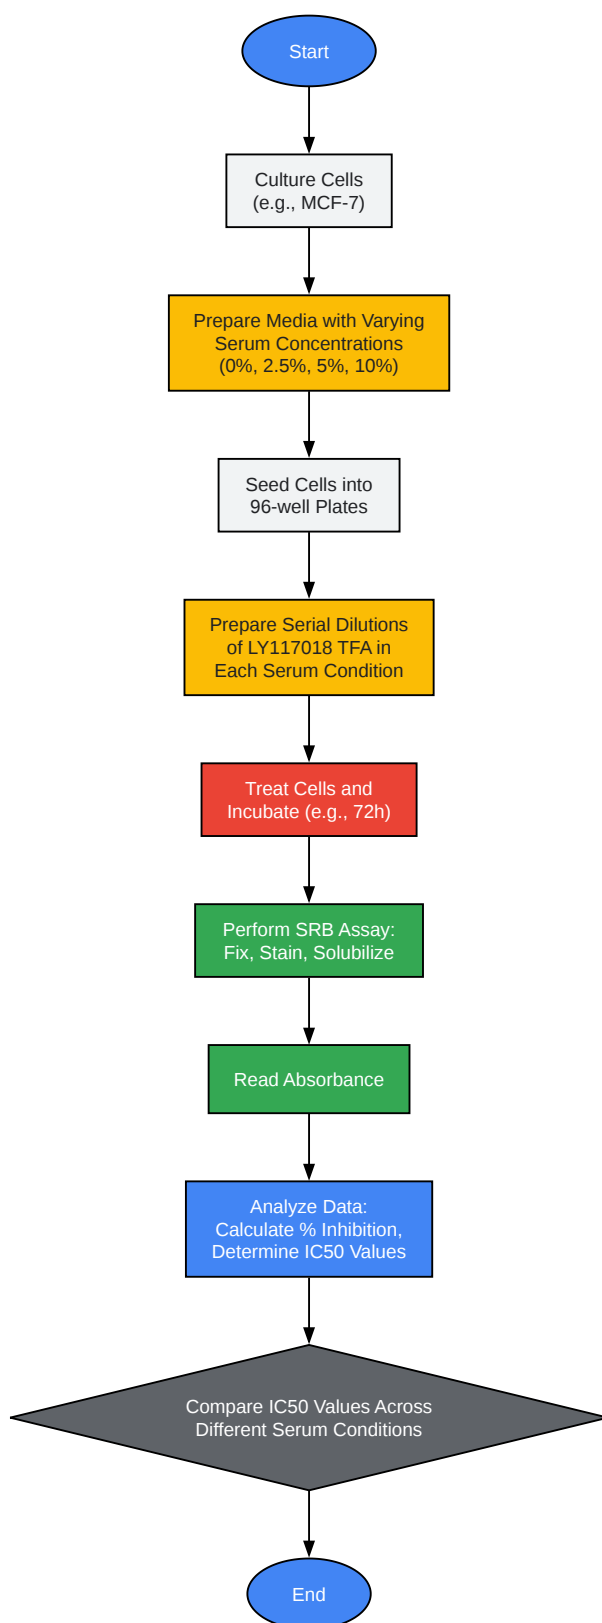 Start
Culture Cells
(e.g., MCF-7)
Prepare Media with Varying
Serum Concentrations
(0%, 2.5%, 5%, 10%)
Seed Cells into
96-well Plates
Prepare Serial Dilutions
of LY117018 TFA in
Each Serum Condition
Treat Cells and
Incubate (e.g., 72h)
Perform SRB Assay:
Fix, Stain, Solubilize
Read Absorbance
Analyze Data:
Calculate % Inhibition,
Determine IC50 Values
Compare IC50 Values Across
Different Serum Conditions
End